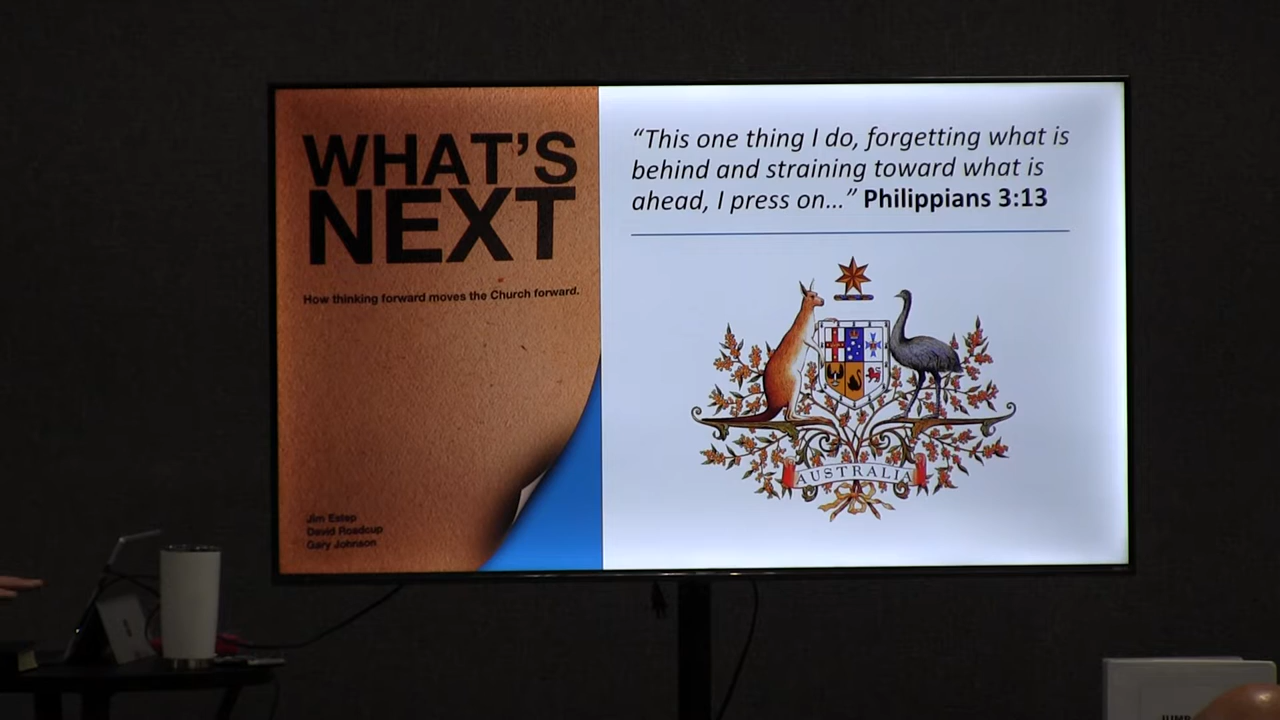 WHAT'S
NEXT
How thinking forward moves the Church forward.
Jim Estep
David Roadcup
Gary Johnson
“This one thing I do, forgetting what is
behind and straining toward what is
ahead, I press on…” Philippians 3:13
AUSTRALIA
JUMP